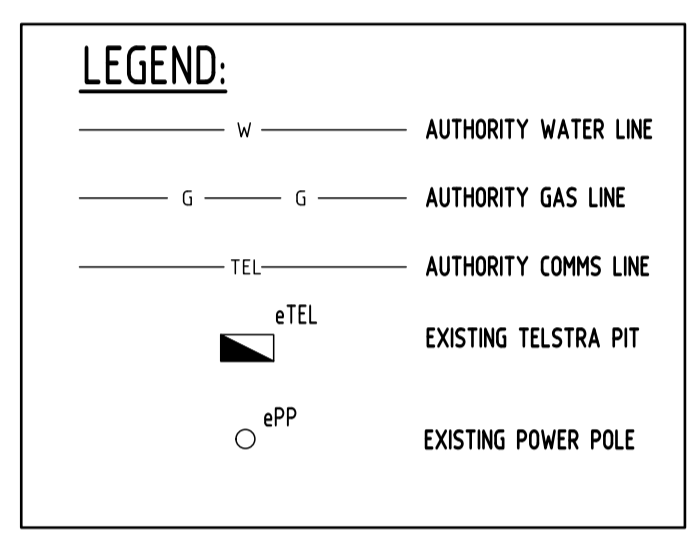 LEGEND:
W AUTHORITY WATER LINE
G G AUTHORITY GAS LINE
TEL AUTHORITY COMMS LINE
eTEL
EXISTING TELSTRA PIT
ePP
EXISTING POWER POLE